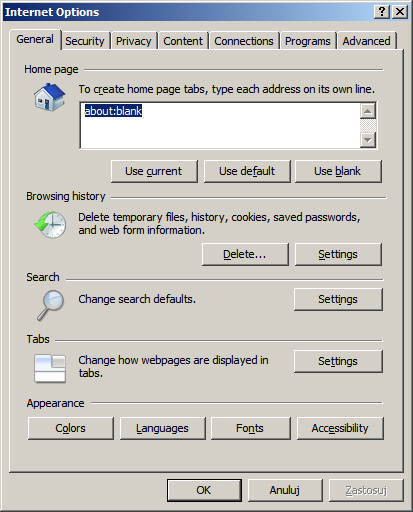 Internet Options
General Security Privacy Content Connections Programs Advanced
Home page
To create home page tabs, type each address on its own line.
about:blank
Use current Use default Use blank
Browsing history
Delete temporary files, history, cookies, saved passwords,
and web form information.
Delete... Settings
Search
Change search defaults. Settings
Tabs
Change how webpages are displayed in Settings
tabs.
Appearance
Colors Languages Fonts Accessibility
OK Anuluj Zastosuj